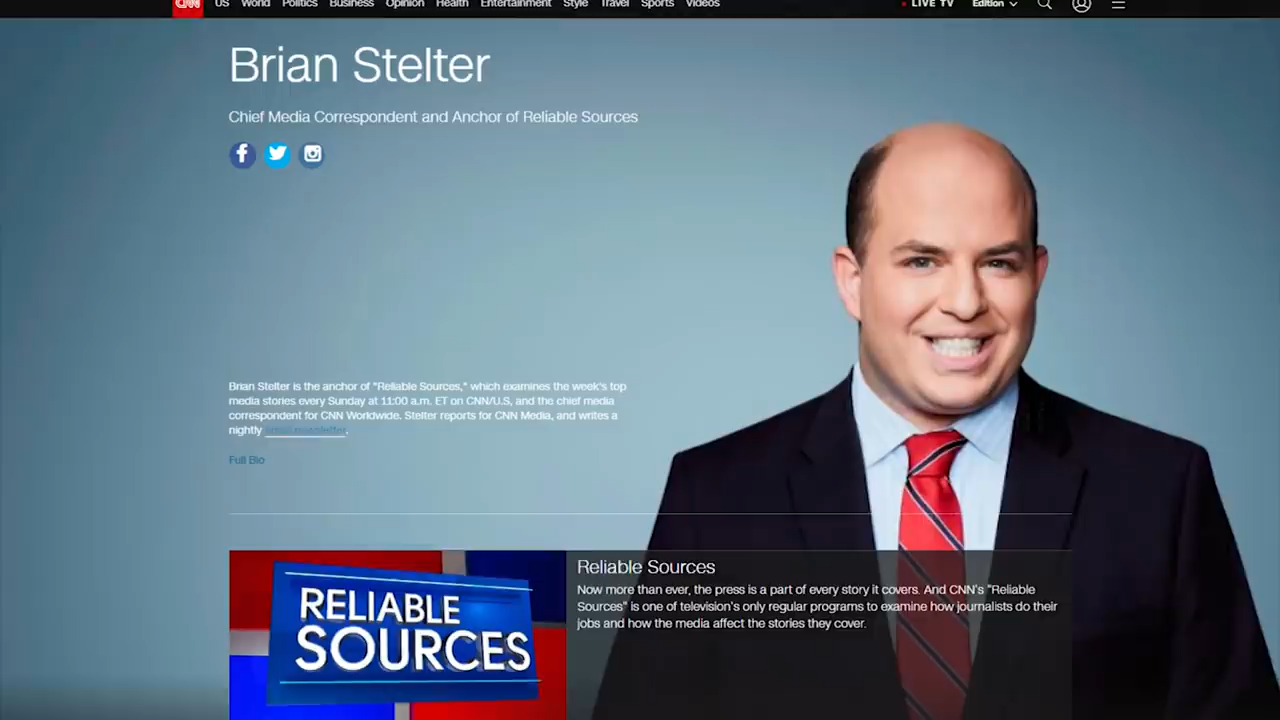 CNN US World Politics Business Opinion Health Entertainment Style Travel Sports Videos LIVE TV Edition
Brian Stelter
Chief Media Correspondent and Anchor of Reliable Sources
Brian Stelter is the anchor of "Reliable Sources," which examines the week's top
media stories every Sunday at 11:00 a.m. ET on CNN/U.S, and the chief media
correspondent for CNN Worldwide. Stelter reports for CNN Media, and writes a
nightly email newsletter.
Full Bio
RELIABLE
SOURCES
Reliable Sources
Now more than ever, the press is a part of every story it covers. And CNN's "Reliable
Sources" is one of television's only regular programs to examine how journalists do their
jobs and how the media affect the stories they cover.